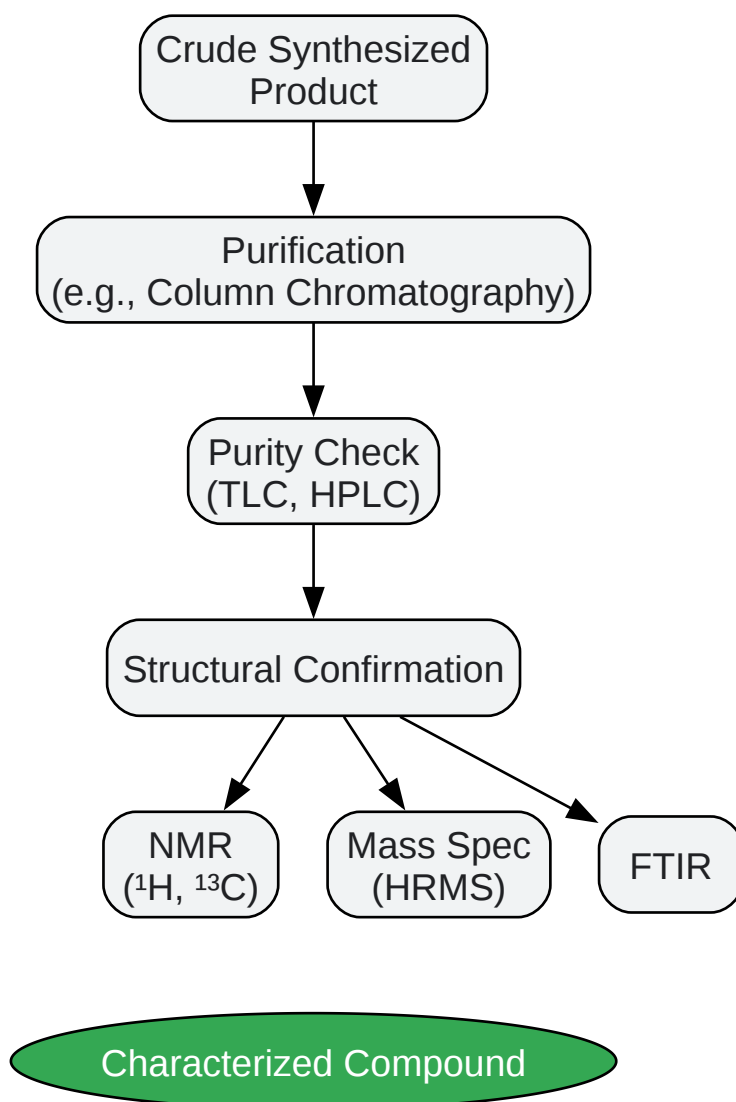 Crude Synthesized
Product
Purification
(e.g., Column Chromatography)
Purity Check
(TLC, HPLC)
Structural Confirmation
NMR
(¹H, ¹³C)
Mass Spec
(HRMS)
FTIR
Characterized Compound